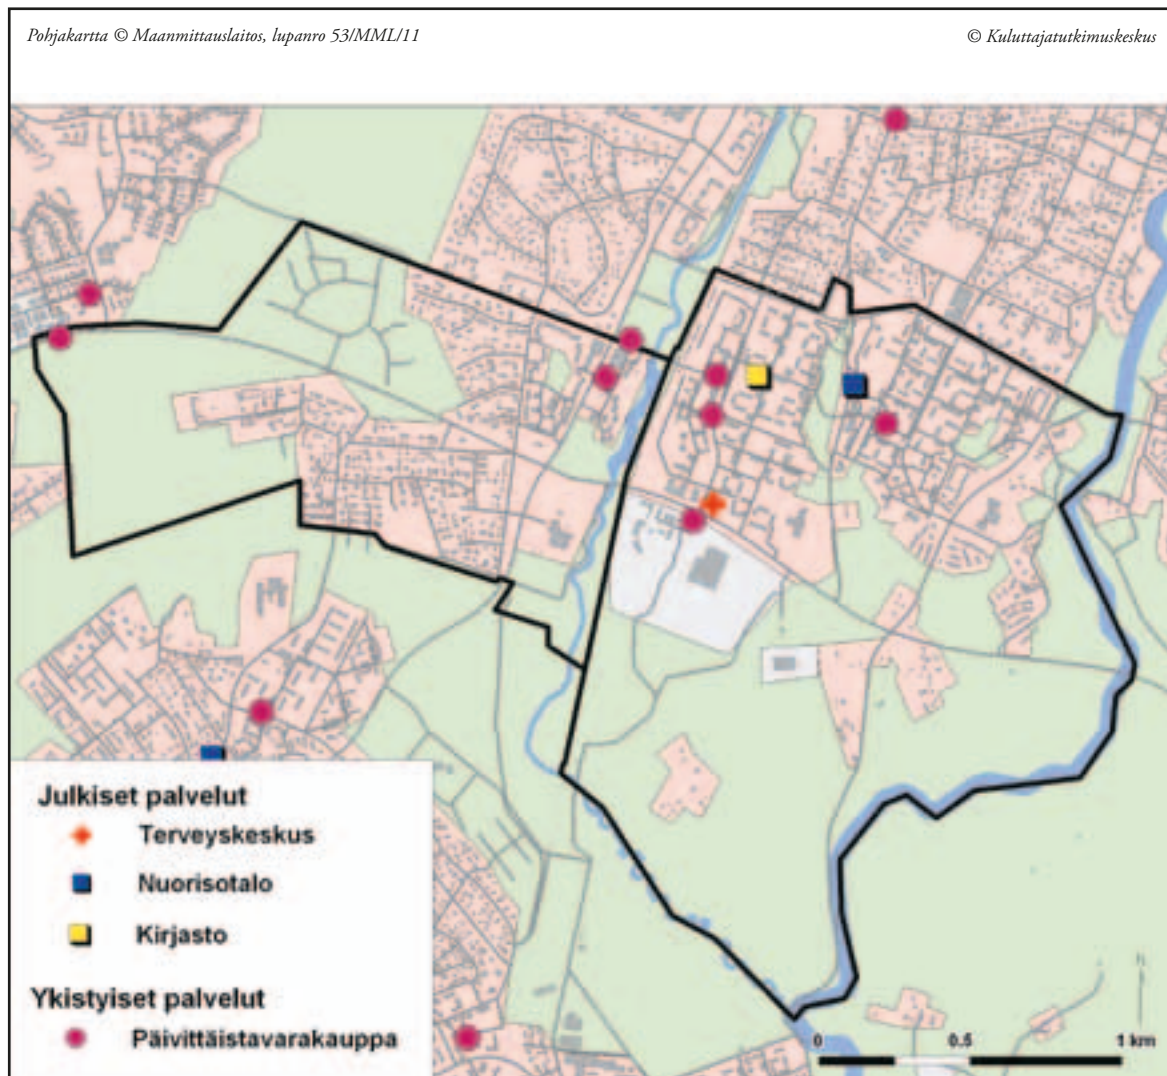 Pohjakartta © Maanmittauslaitos, lupanro 53/MML/11
© Kuluttajatutkimuskeskus
Julkiset palvelut
Terveyskeskus
Nuorisotalo
Kirjasto
Ykistyiset palvelut
Päivittäistavarakauppa
N
0 0.5 1 km